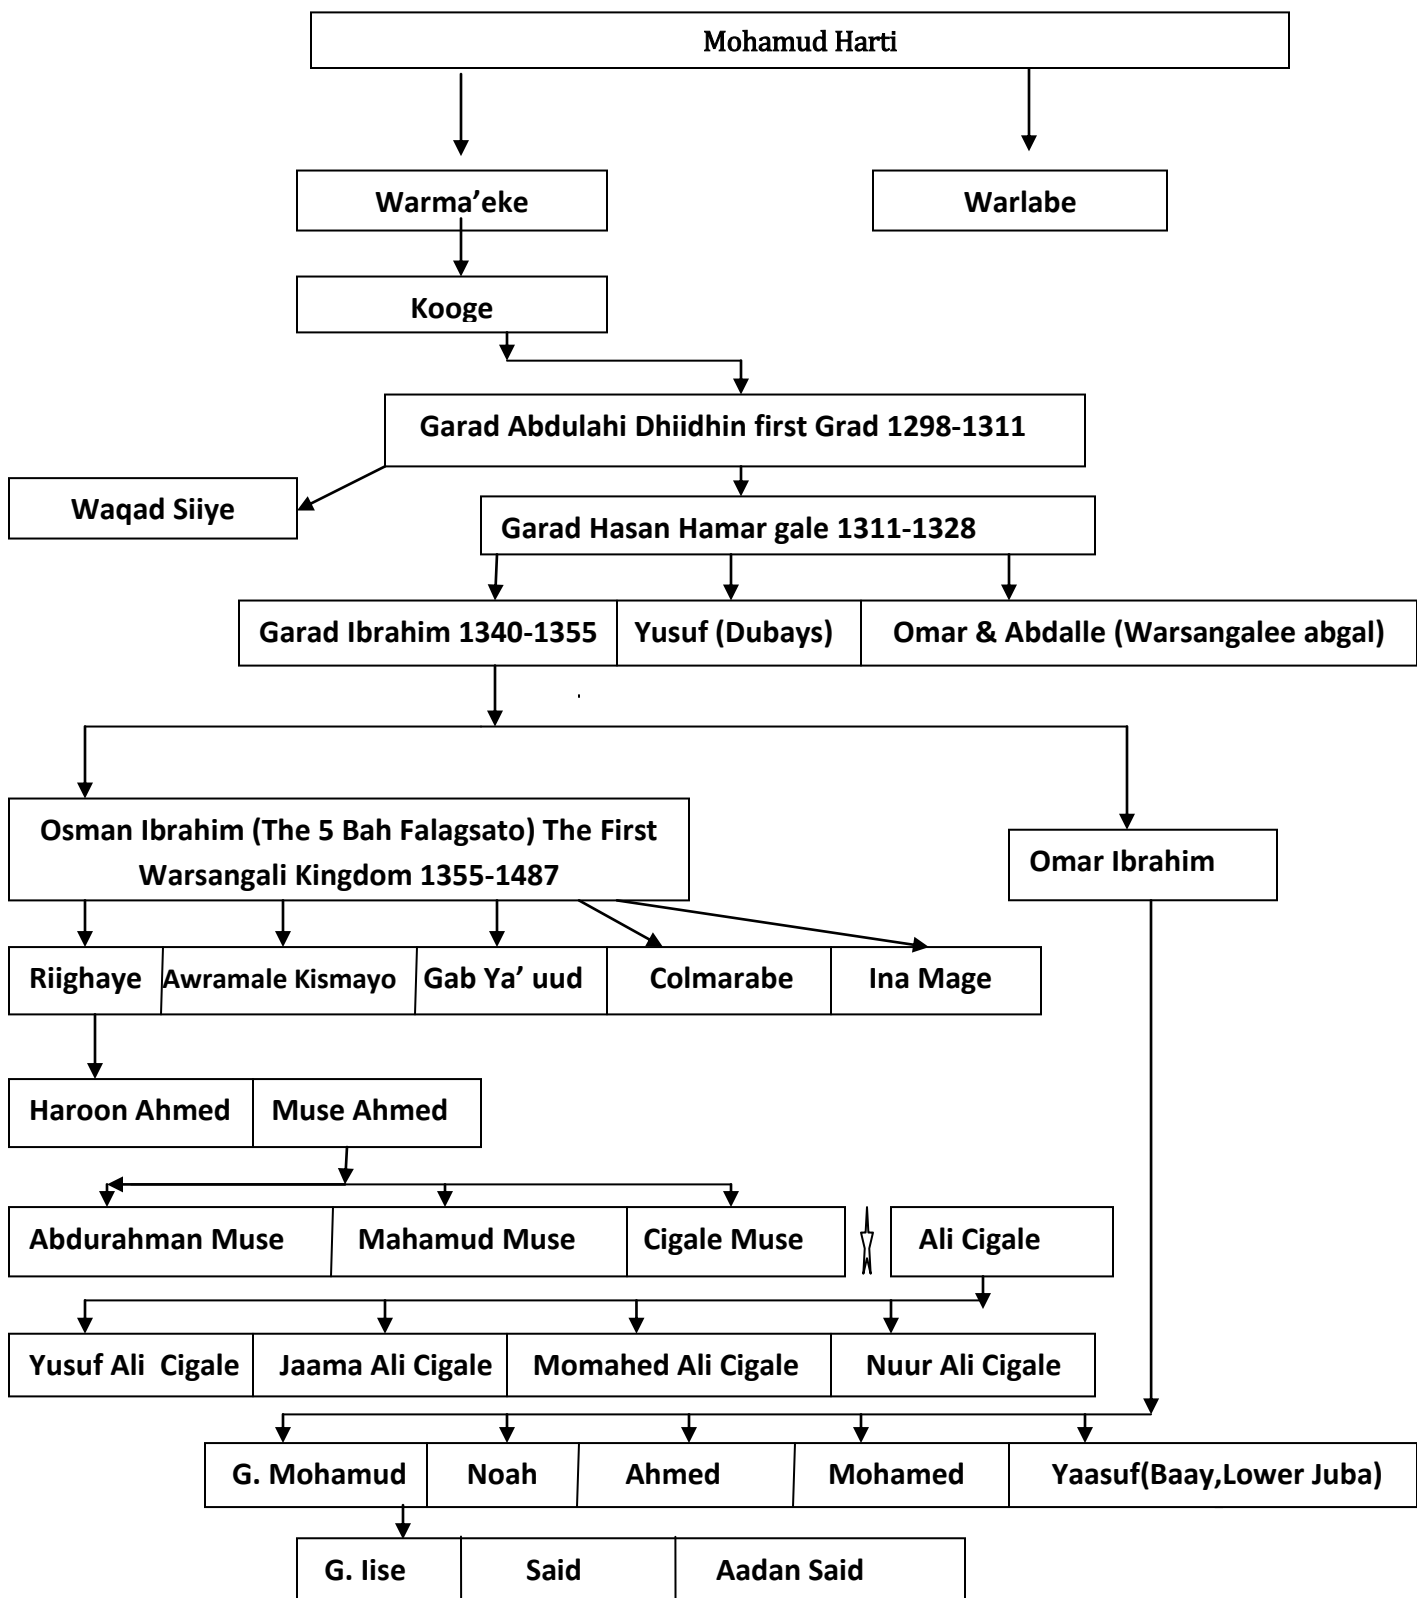 Mohamud Harti
Warma’eke
Warlabe
Kooge
Garad Abdulahi Dhiidhin first Grad 1298-1311
Waqad Siiye
Garad Hasan Hamar gale 1311-1328
Garad Ibrahim 1340-1355
Yusuf (Dubays)
Omar & Abdalle (Warsangalee abgal)
Osman Ibrahim (The 5 Bah Falagsato) The First
Warsangali Kingdom 1355-1487
Omar Ibrahim
Riighaye
Awramale Kismayo
Gab Ya’ uud
Colmarabe
Ina Mage
Haroon Ahmed
Muse Ahmed
Abdurahman Muse
Mahamud Muse
Cigale Muse
Ali Cigale
Yusuf Ali Cigale
Jaama Ali Cigale
Momahed Ali Cigale
Nuur Ali Cigale
G. Mohamud
Noah
Ahmed
Mohamed
Yaasuf(Baay,Lower Juba)
G. Iise
Said
Aadan Said